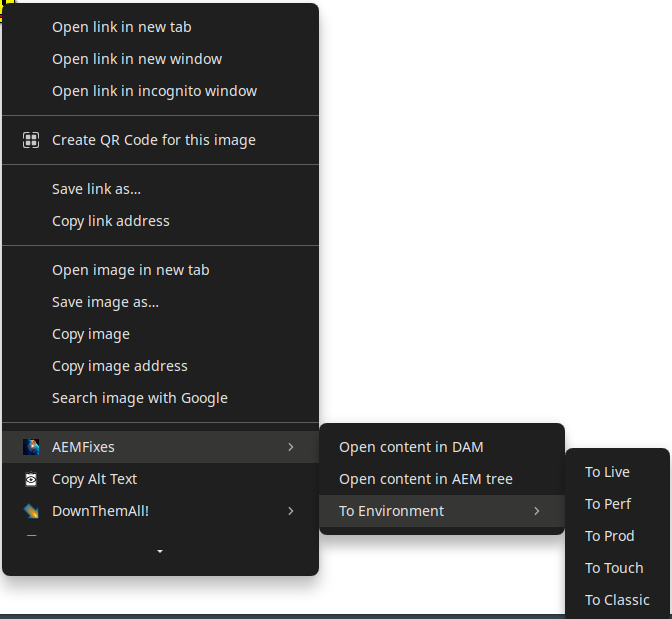 Open link in new tab
Open link in new window
Open link in incognito window
Create QR Code for this image
Save link as...
Copy link address
Open image in new tab
Save image as...
Copy image
Copy image address
Search image with Google
AEMFixes
Copy Alt Text
DownThemAll!
Open content in DAM
Open content in AEM tree
To Environment
To Live
To Perf
To Prod
To Touch
To Classic